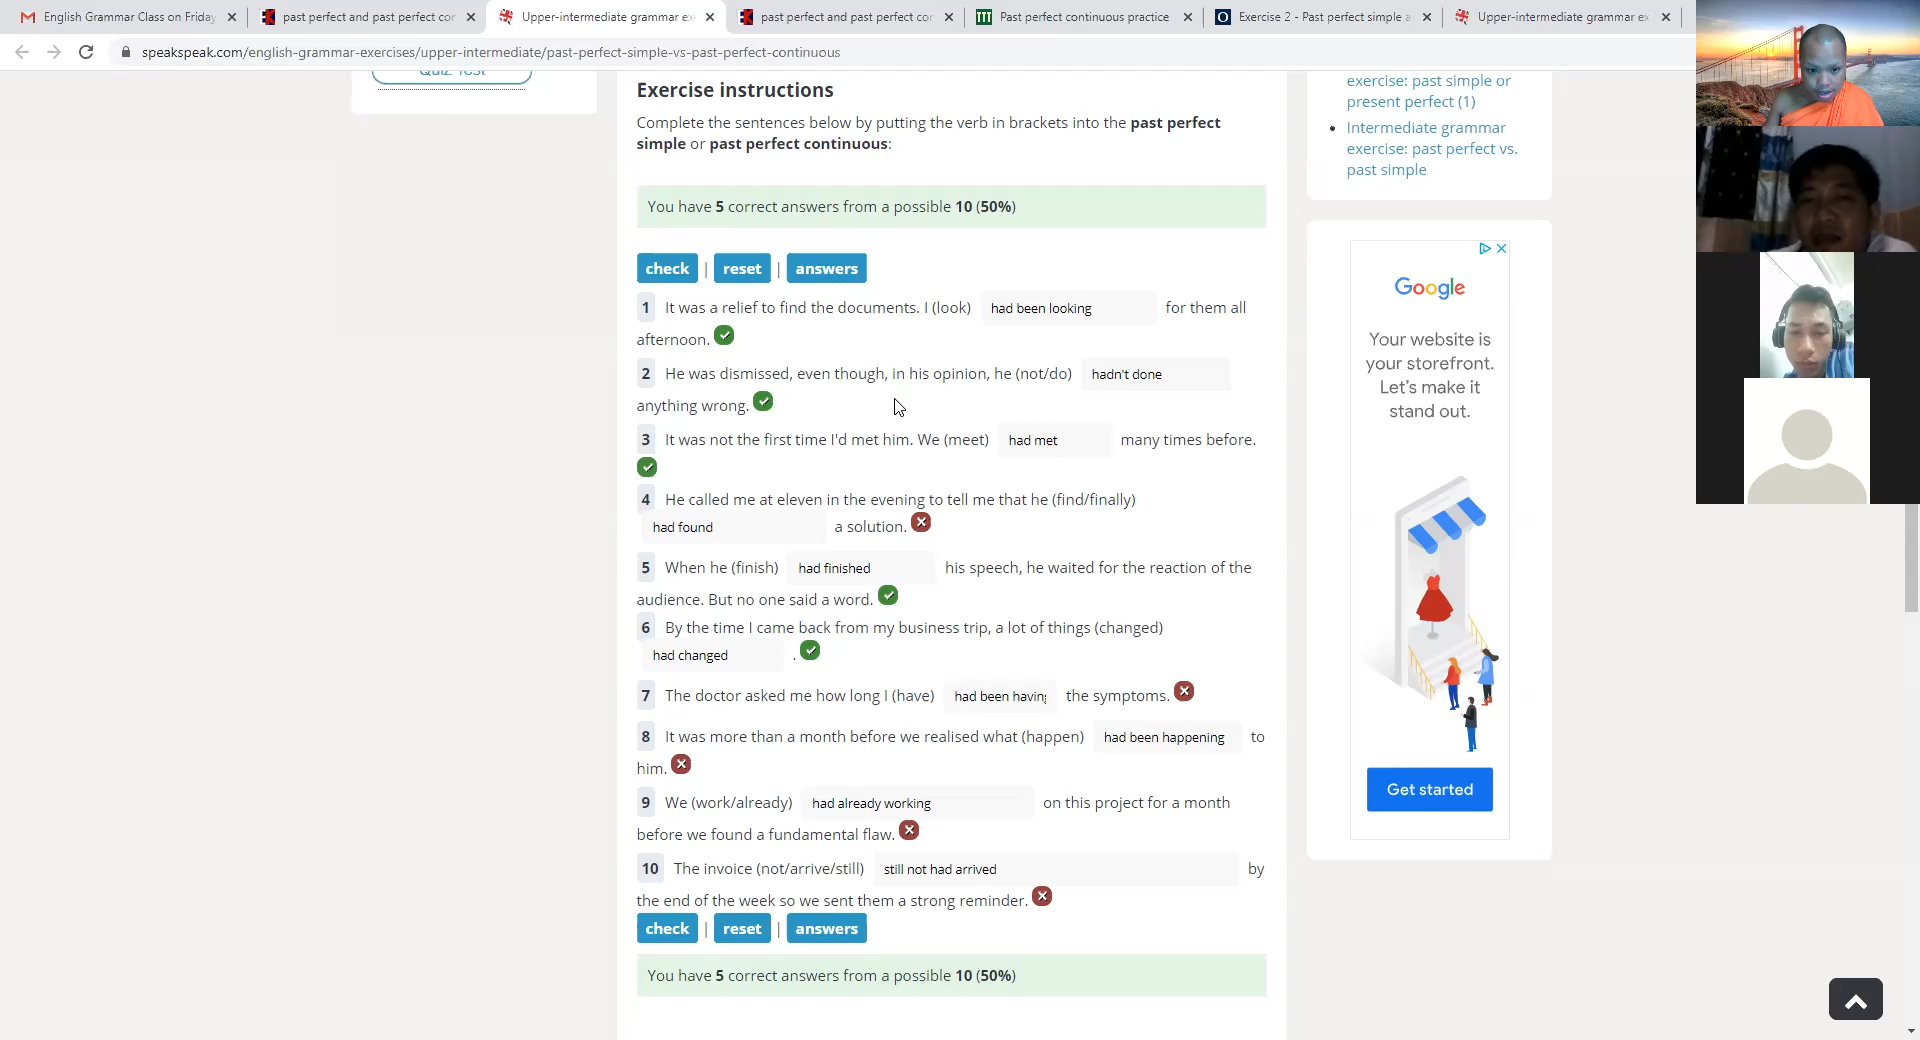 English Grammar Class on Friday
past perfect and past perfect cor
Upper-intermediate grammar ex
past perfect and past perfect cor
Past perfect continuous practice
Exercise 2 - Past perfect simple a
Upper-intermediate grammar ex
speakspeak.com/english-grammar-exercises/upper-intermediate/past-perfect-simple-vs-past-perfect-continuous
Quiz Test
Exercise instructions
Complete the sentences below by putting the verb in brackets into the past perfect
simple or past perfect continuous:
You have 5 correct answers from a possible 10 (50%)
check | reset | answers
1 It was a relief to find the documents. I (look) had been looking for them all
afternoon.
2 He was dismissed, even though, in his opinion, he (not/do) hadn't done
anything wrong.
3 It was not the first time I'd met him. We (meet) had met many times before.
4 He called me at eleven in the evening to tell me that he (find/finally)
had found a solution.
5 When he (finish) had finished his speech, he waited for the reaction of the
audience. But no one said a word.
6 By the time I came back from my business trip, a lot of things (changed)
had changed .
7 The doctor asked me how long I (have) had been having the symptoms.
8 It was more than a month before we realised what (happen) had been happening to
him.
9 We (work/already) had already working on this project for a month
before we found a fundamental flaw.
10 The invoice (not/arrive/still) still not had arrived by
the end of the week so we sent them a strong reminder.
check | reset | answers
You have 5 correct answers from a possible 10 (50%)
exercise: past simple or
present perfect (1)
Intermediate grammar
exercise: past perfect vs.
past simple
Google
Your website is
your storefront.
Let's make it
stand out.
Get started